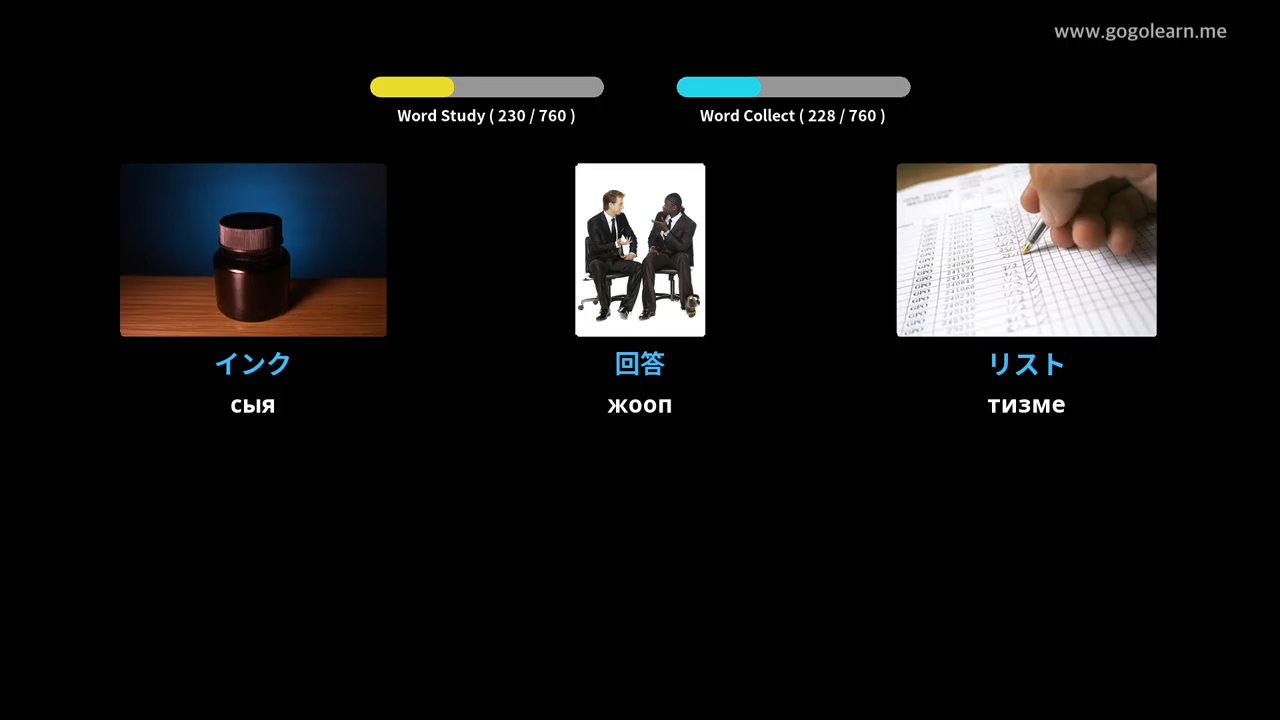 www.gogolearn.me
Word Study ( 230 / 760 )
Word Collect ( 228 / 760 )
インク
回答
リスト
сыя
жооп
тизме